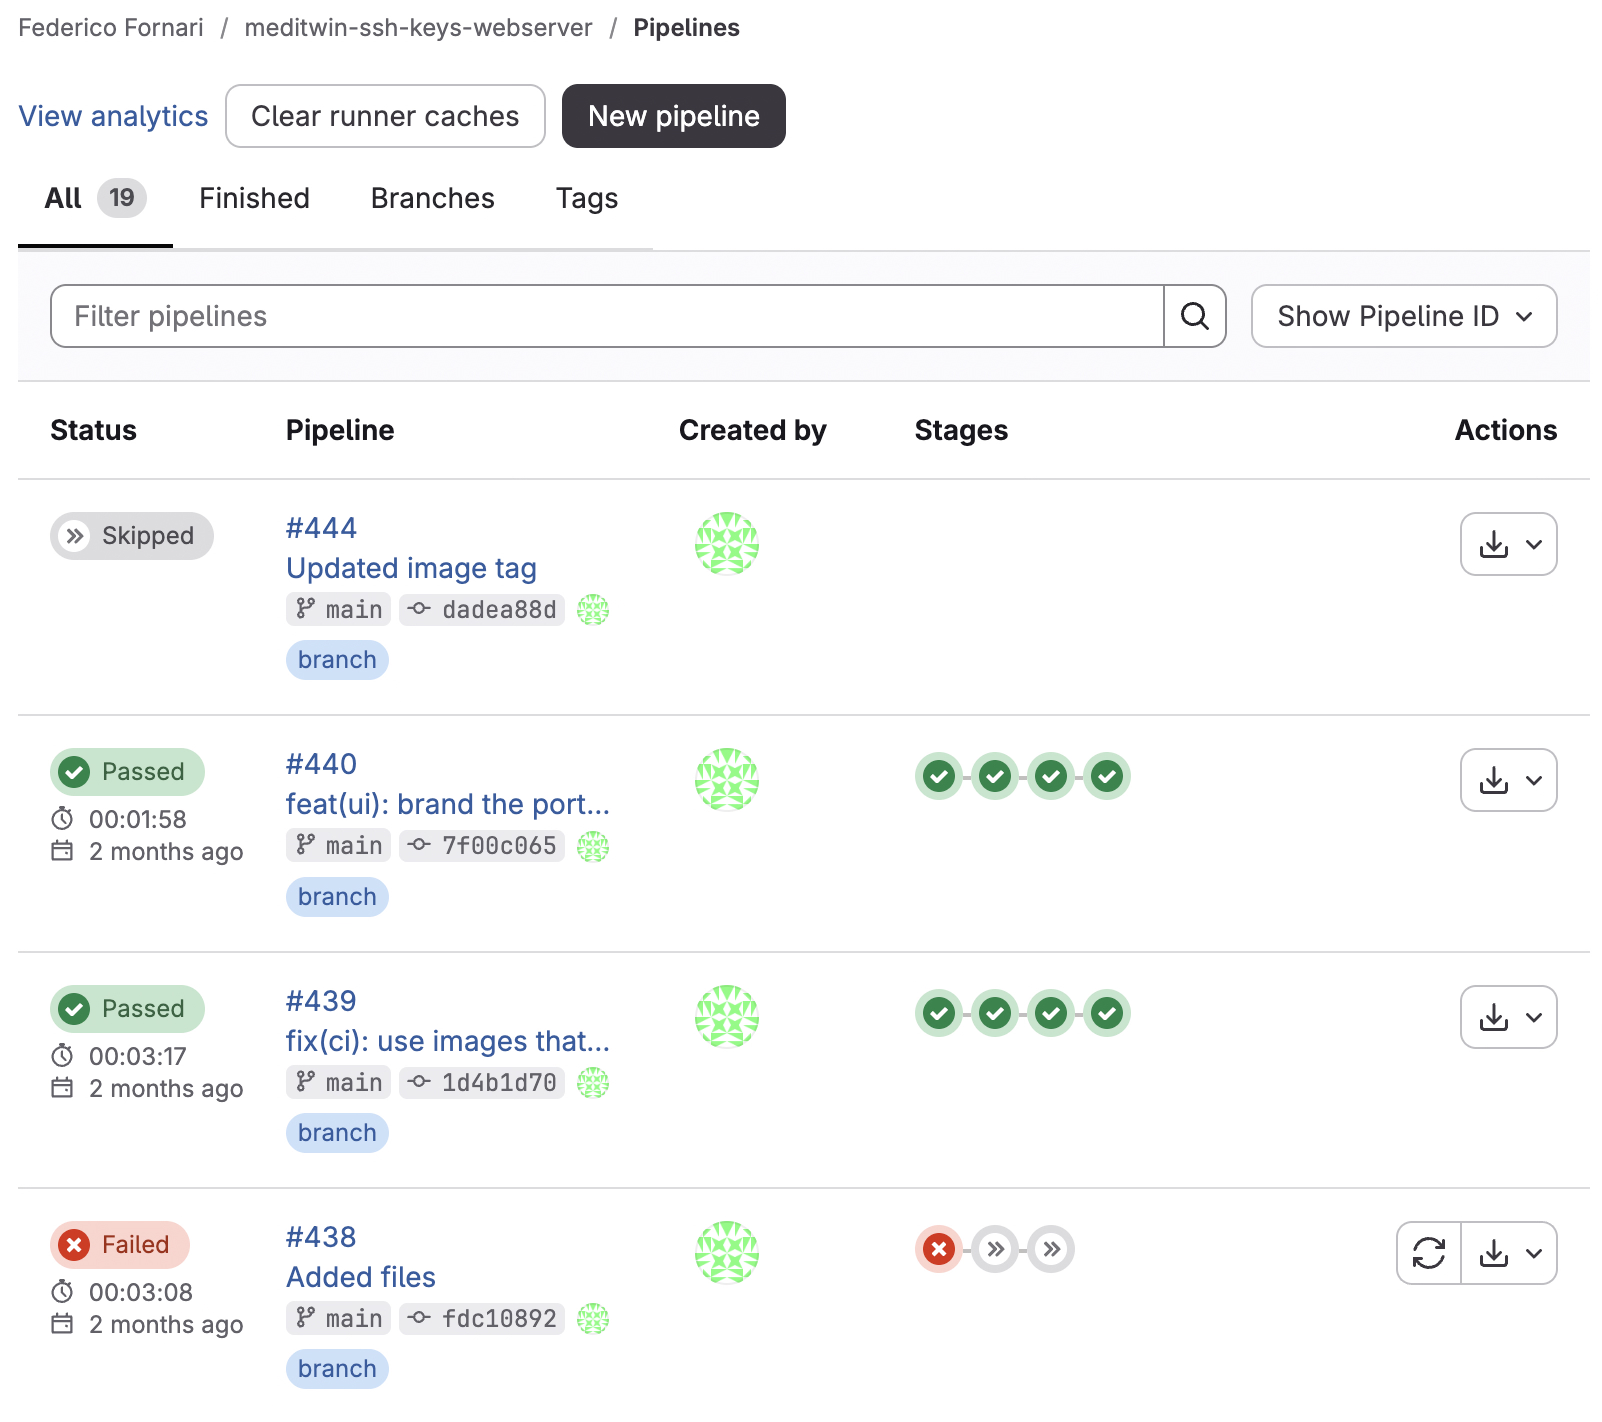 Federico Fornari / meditwin-ssh-keys-webserver / Pipelines
View analytics Clear runner caches New pipeline
All 19 Finished Branches Tags
Filter pipelines Show Pipeline ID
Status Pipeline Created by Stages Actions
Skipped #444
Updated image tag
main dadea88d
branch
Passed #440
00:01:58 feat(ui): brand the port...
2 months ago main 7f00c065
branch
Passed #439
00:03:17 fix(ci): use images that...
2 months ago main 1d4b1d70
branch
Failed #438
00:03:08 Added files
2 months ago main fdc10892
branch